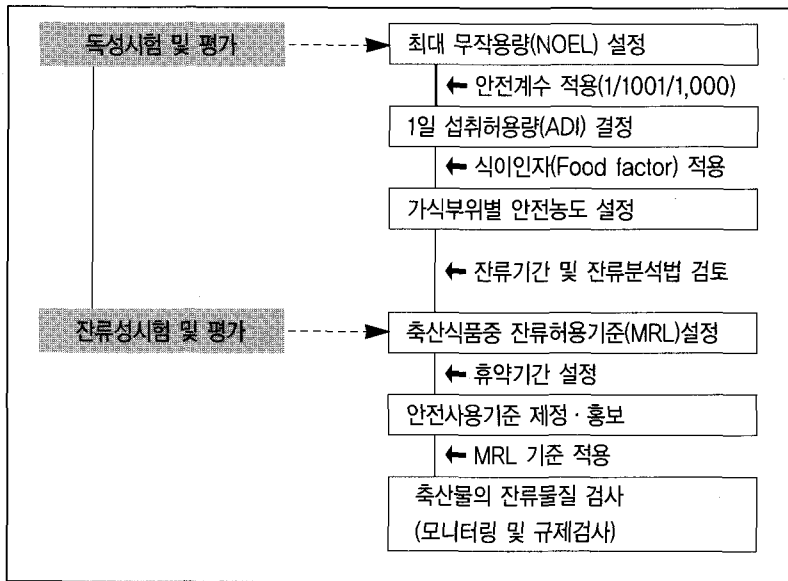 독성시험 및 평가
최대 무작용량(NOEL) 설정
안전계수 적용(1/1001/1,000)
1일 섭취허용량(ADI) 결정
식이인자(Food factor) 적용
가식부위별 안전농도 설정
잔류기간 및 잔류분석법 검토
잔류성시험 및 평가
축산식품중 잔류허용기준(MRL)설정
휴약기간 설정
안전사용기준 제정·홍보
MRL 기준 적용
축산물의 잔류물질 검사
(모니터링 및 규제검사)